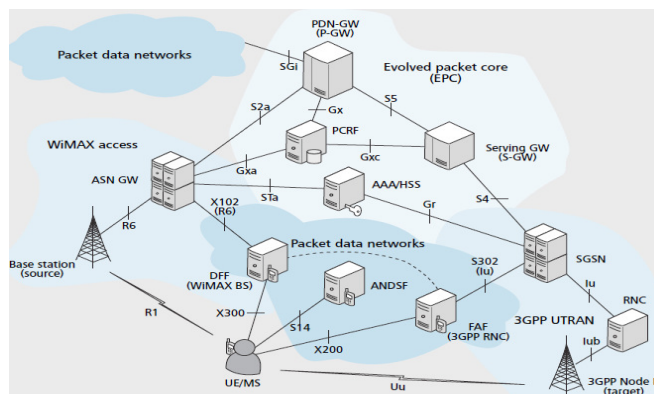 PDN-GW
(P-GW)
Packet data networks
SGi
Evolved packet core
(EPC)
S2a
Gx
S5
WiMAX access
PCRF
Gxc
Serving GW
(S-GW)
ASN GW
Gxa
STa
AAA/HSS
S4
X102
(R6)
Gr
R6
Packet data networks
SGSN
Base station
(source)
DFF
(WiMAX BS)
ANDSF
S302
(Iu)
Iu
RNC
R1
X300
S14
FAF
(3GPP RNC)
3GPP UTRAN
X200
Iub
UE/MS
Uu
3GPP Node
(target)